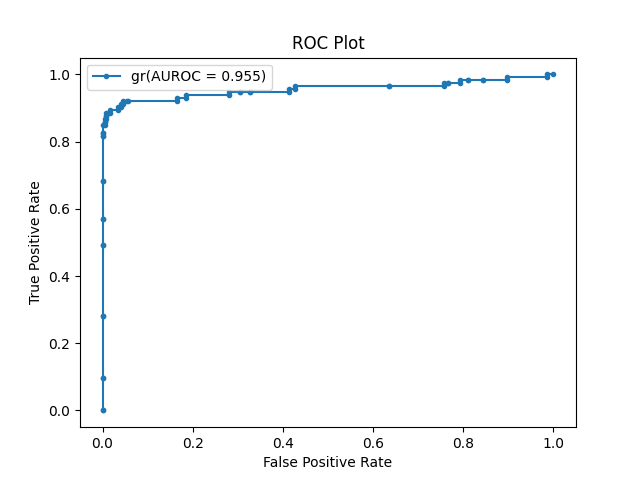 ROC Plot
gr(AUROC = 0.955)
True Positive Rate
1.0
0.8
0.6
0.4
0.2
0.0
0.0 0.2 0.4 0.6 0.8 1.0
False Positive Rate